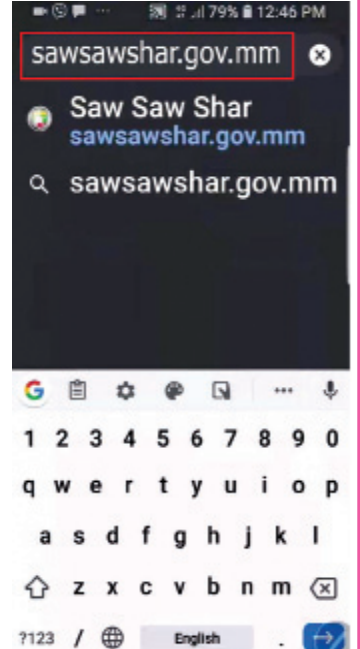 79% 12:46 PM
sawsawshar.gov.mm
Saw Saw Shar
sawsawshar.gov.mm
sawsawshar.gov.mm
1 2 3 4 5 6 7 8 9 0
q w e r t y u i o p
a s d f g h j k l
z x c v b n m
?123 / English .